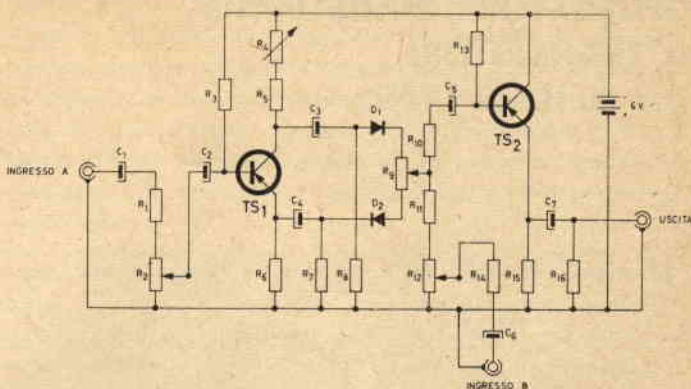 R4
R13
R3
R5
C3
D1
C5
6 V.
TS2
R10
INGRESSO A
C1
C2
R9
TS1
C4
D2
R11
C7
USCITA
R1
R2
R6
R7
R8
R12
R14
R15
R16
C6
INGRESSO B